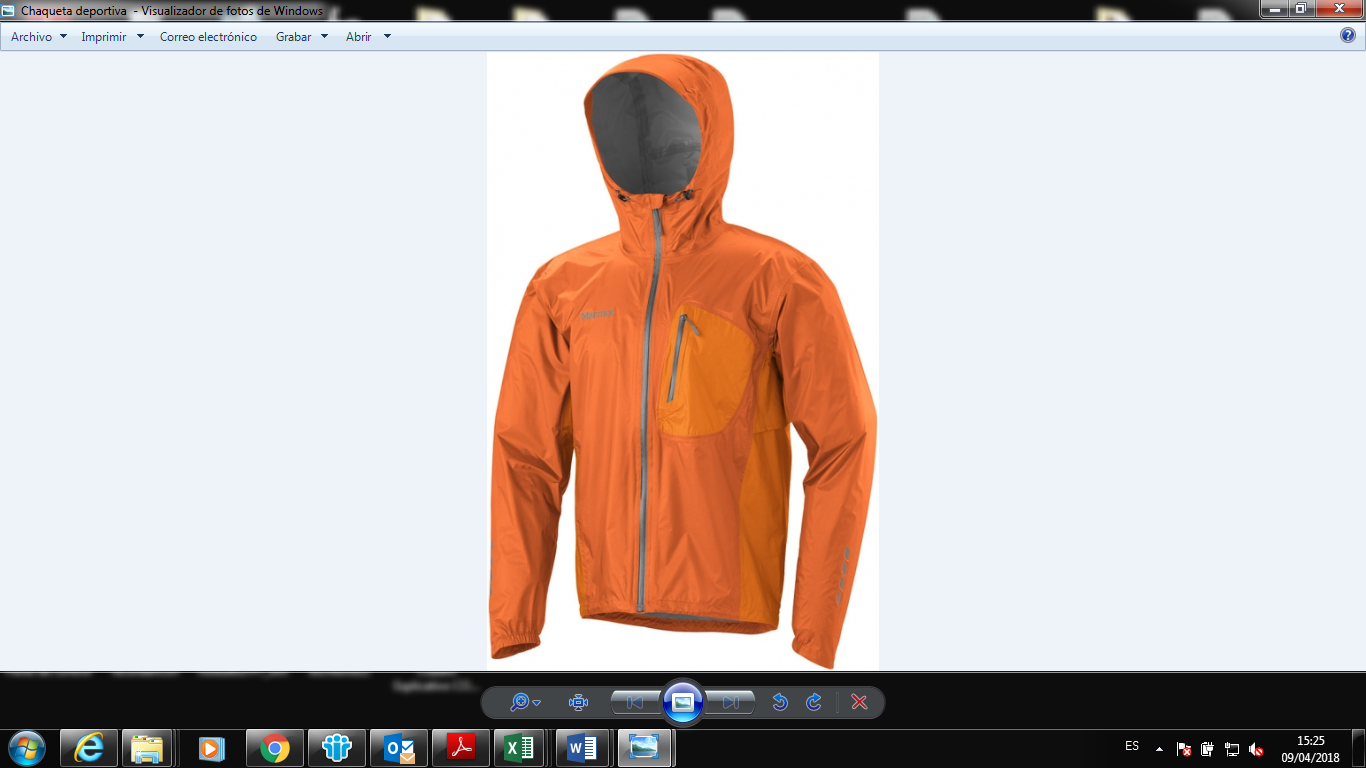 Chaqueta deportiva - Visualizador de fotos de Windows
Archivo Imprimir Correo electrónico Grabar Abrir
Marmot
ES
15:25
09/04/2018